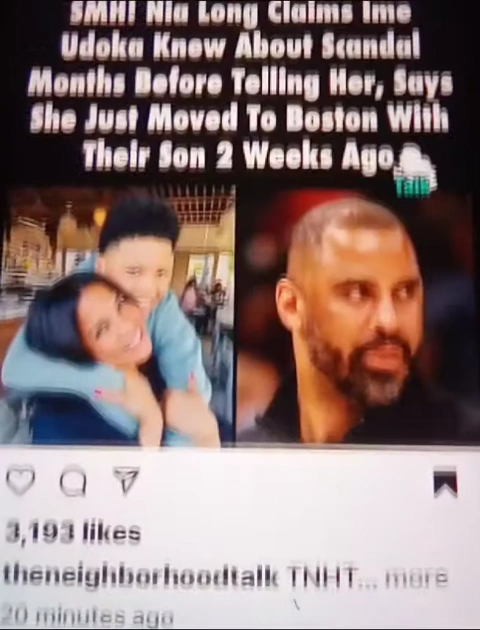 SMH! Nia Long Claims Ime
Udoka Knew About Scandal
Months Before Telling Her, Says
She Just Moved To Boston With
Their Son 2 Weeks Ago
Talk
3,193 likes
theneighborhoodtalk TNHT... more
20 minutes ago